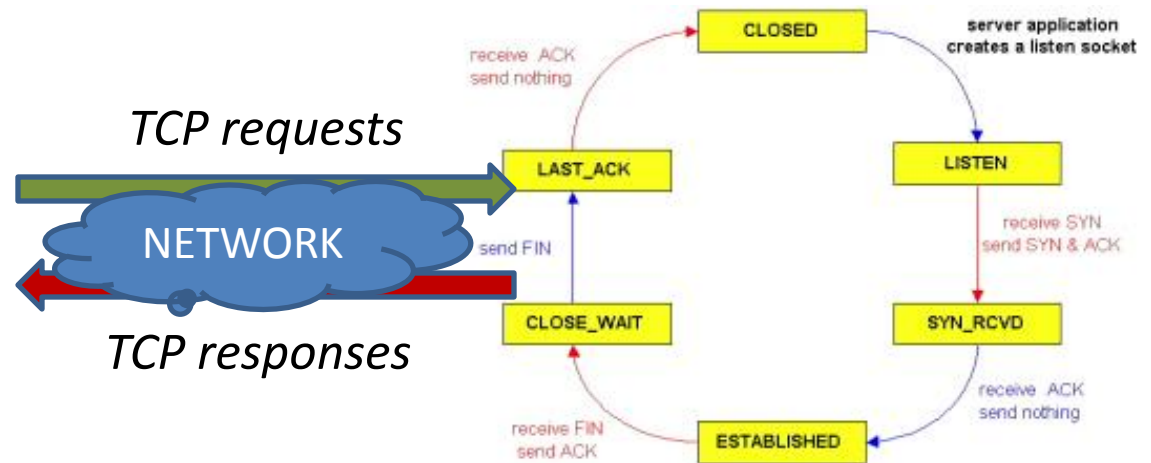 CLOSED
server application
creates a listen socket
receive ACK
send nothing
TCP requests
LAST_ACK
LISTEN
NETWORK
send FIN
receive SYN
send SYN & ACK
CLOSE_WAIT
SYN_RCVD
TCP responses
receive ACK
send nothing
receive FIN
send ACK
ESTABLISHED